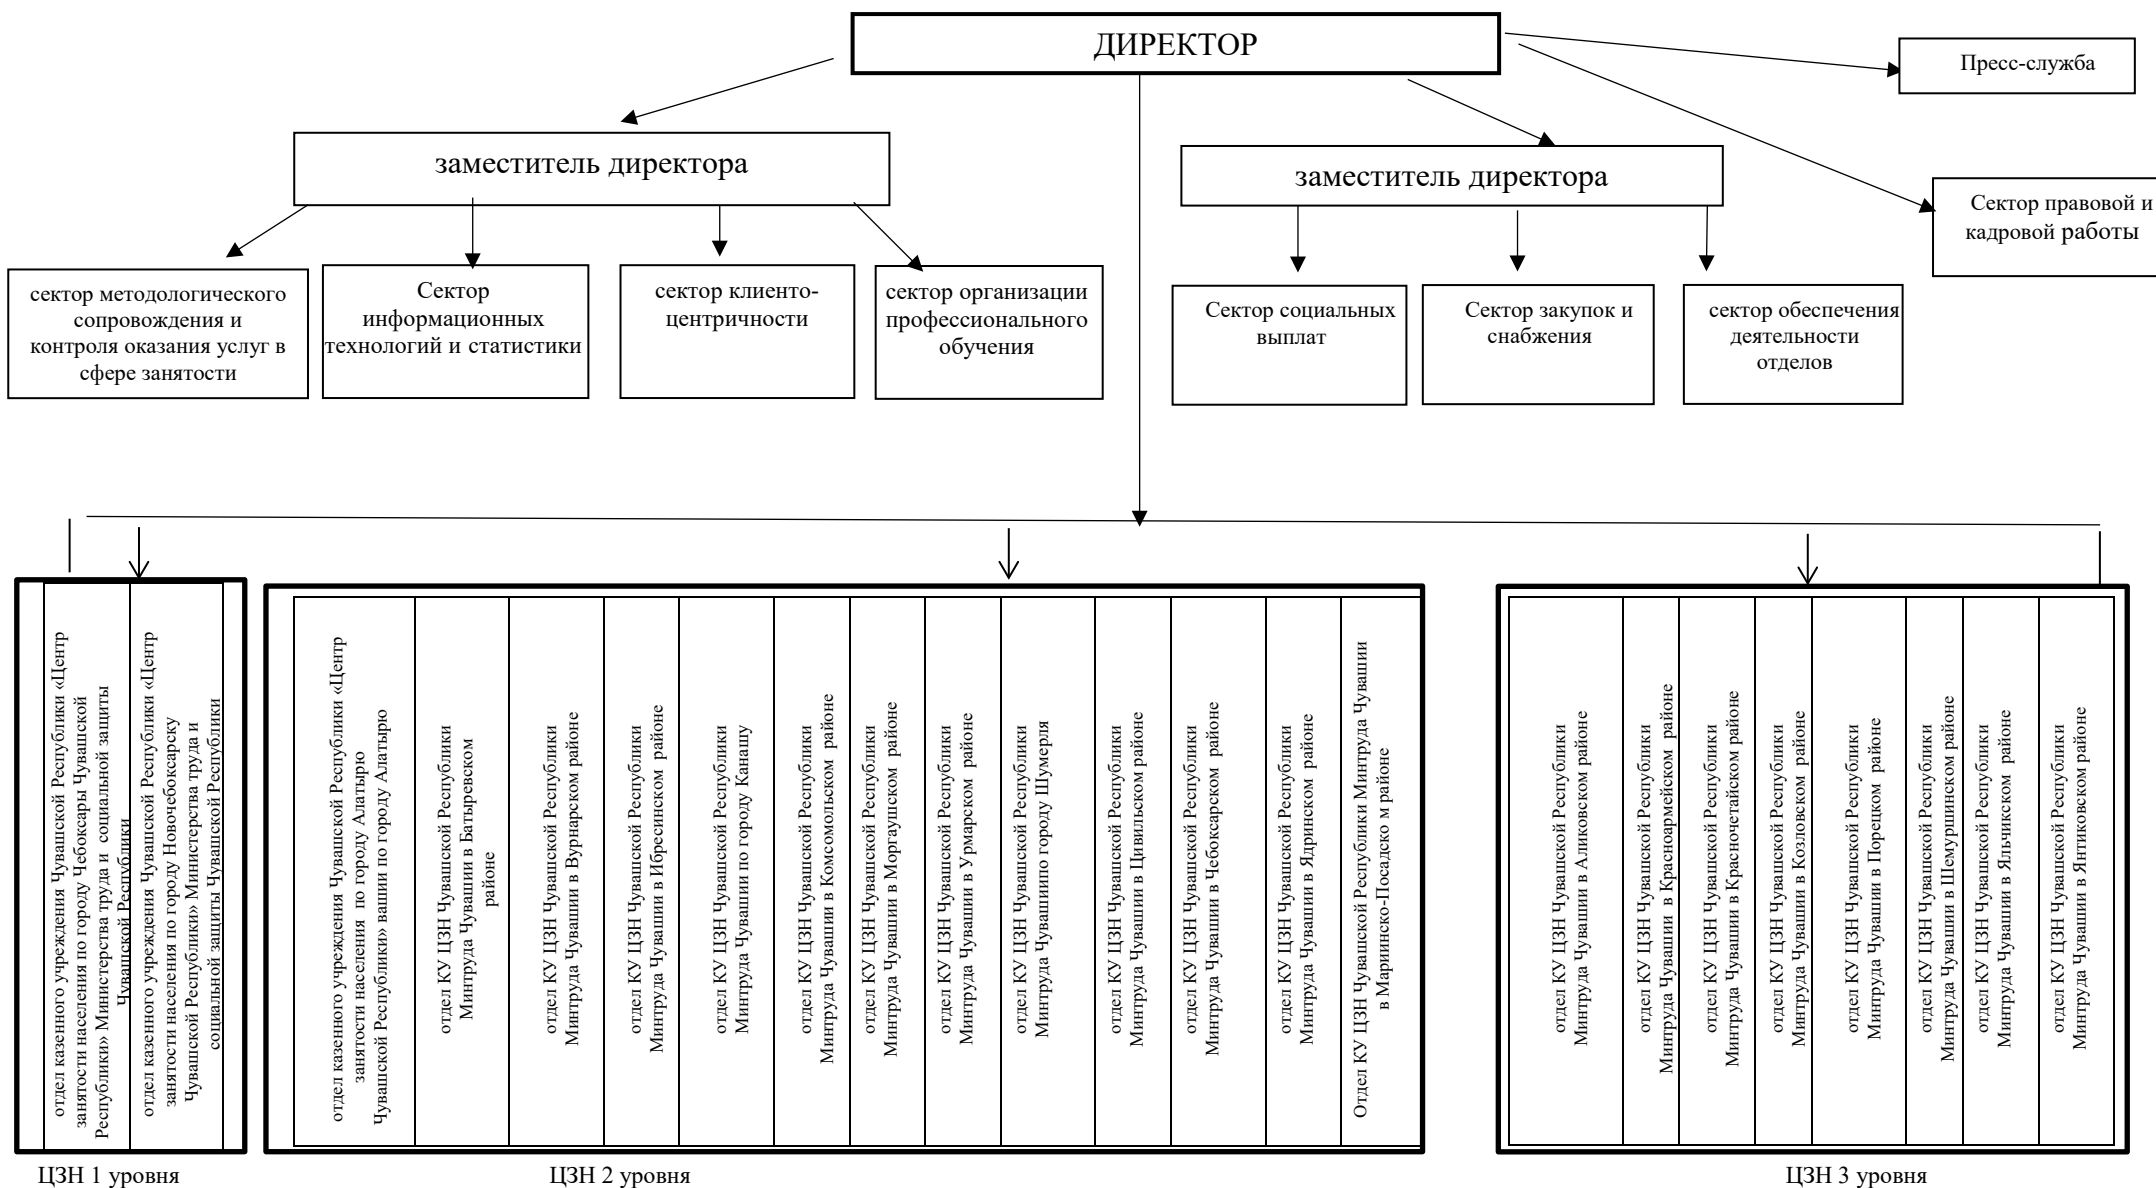 ДИРЕКТОР
Пресс-служба
заместитель директора
заместитель директора
Сектор правовой и
кадровой работы
сектор методологического
сопровождения и
контроля оказания услуг в
сфере занятости
Сектор
информационных
технологий и статистики
сектор клиенто-
центричности
сектор организации
профессионального
обучения
Сектор социальных
выплат
Сектор закупок и
снабжения
сектор обеспечения
деятельности
отделов
отдел казенного учреждения Чувашской Республики «Центр
занятости населения по городу Чебоксары Чувашской
Республики» Министерства труда и социальной защиты
Чувашской Республики
отдел казенного учреждения Чувашской Республики «Центр
занятости населения по городу Новочебоксарску
Чувашской Республики» Министерства труда и
социальной защиты Чувашской Республики
отдел казенного учреждения Чувашской Республики «Центр
занятости населения по городу Алатырю
Чувашской Республики» вашии по городу Алатырю
отдел КУ ЦЗН Чувашской Республики
Минтруда Чувашии в Батыревском
районе
отдел КУ ЦЗН Чувашской Республики
Минтруда Чувашии в Вурнарском районе
отдел КУ ЦЗН Чувашской Республики
Минтруда Чувашии в Ибресинском районе
отдел КУ ЦЗН Чувашской Республики
Минтруда Чувашии по городу Канашу
отдел КУ ЦЗН Чувашской Республики
Минтруда Чувашии в Комсомольском районе
отдел КУ ЦЗН Чувашской Республики
Минтруда Чувашии в Моргаушском районе
отдел КУ ЦЗН Чувашской Республики
Минтруда Чувашии в Урмарском районе
отдел КУ ЦЗН Чувашской Республики
Минтруда Чувашиипо городу Шумерля
отдел КУ ЦЗН Чувашской Республики
Минтруда Чувашии в Цивильском районе
отдел КУ ЦЗН Чувашской Республики
Минтруда Чувашии в Чебоксарском районе
отдел КУ ЦЗН Чувашской Республики
Минтруда Чувашии в Ядринском районе
Отдел КУ ЦЗН Чувашской Республики Минтруда Чувашии
в Мариинско-Посадско м районе
отдел КУ ЦЗН Чувашской Республики
Минтруда Чувашии в Аликовском районе
отдел КУ ЦЗН Чувашской Республики
Минтруда Чувашии в Красноармейском районе
отдел КУ ЦЗН Чувашской Республики
Минтруда Чувашии в Красночетайском районе
отдел КУ ЦЗН Чувашской Республики
Минтруда Чувашии в Козловском районе
отдел КУ ЦЗН Чувашской Республики
Минтруда Чувашии в Порецком районе
отдел КУ ЦЗН Чувашской Республики
Минтруда Чувашии в Шемуршинском районе
отдел КУ ЦЗН Чувашской Республики
Минтруда Чувашии в Яльчикском районе
отдел КУ ЦЗН Чувашской Республики
Минтруда Чувашии в Янтиковском районе
ЦЗН 1 уровня
ЦЗН 2 уровня
ЦЗН 3 уровня